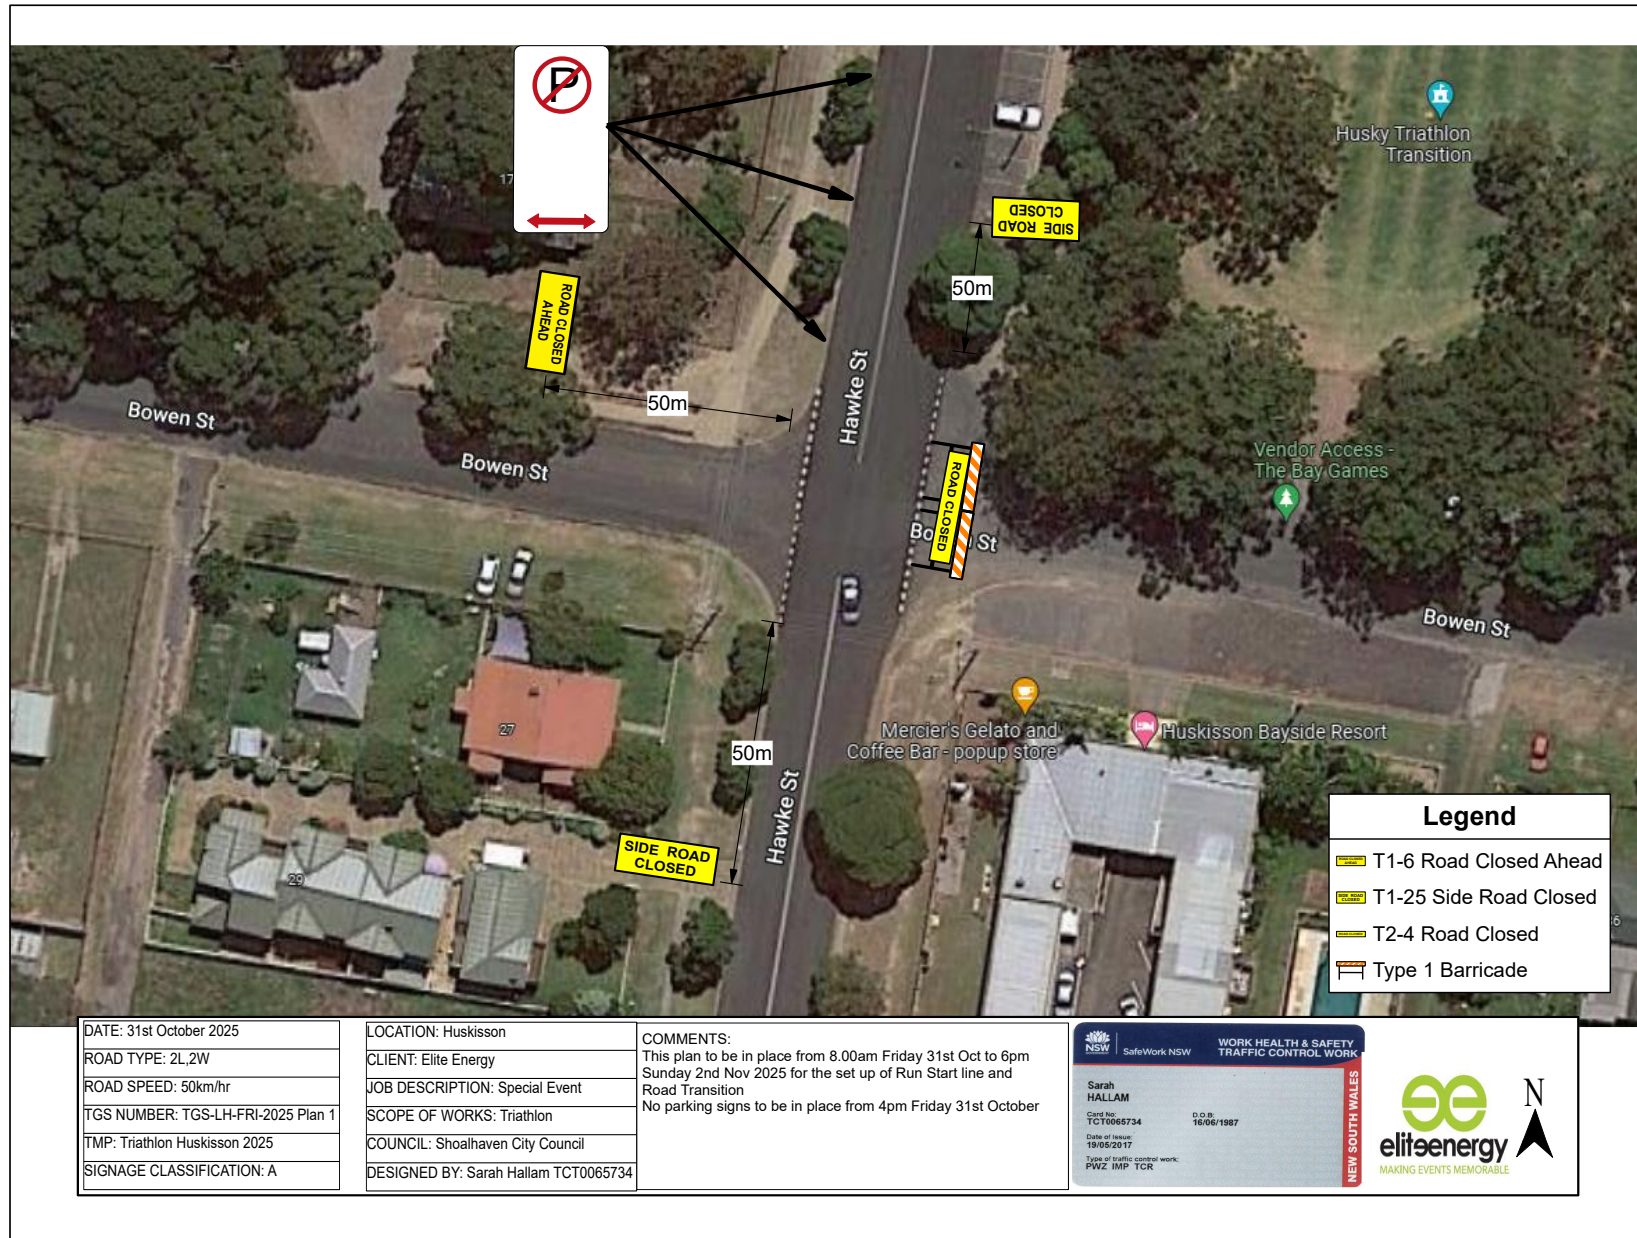 P
17
Husky Triathlon
Transition
SIDE ROAD
CLOSED
50m
ROAD CLOSED
AHEAD
50m
Hawke St
Bowen St
Bowen St
Vendor Access -
The Bay Games
ROAD CLOSED
Bowen St
Mercier's Gelato and
Coffee Bar - popup store
Huskisson Bayside Resort
27
50m
Hawke St
SIDE ROAD
CLOSED
29
Legend
ROAD CLOSED
AHEAD
T1-6 Road Closed Ahead
SIDE ROAD
CLOSED
T1-25 Side Road Closed
ROAD CLOSED
T2-4 Road Closed
Type 1 Barricade
DATE: 31st October 2025
ROAD TYPE: 2L,2W
ROAD SPEED: 50km/hr
TGS NUMBER: TGS-LH-FRI-2025 Plan 1
TMP: Triathlon Huskisson 2025
SIGNAGE CLASSIFICATION: A
LOCATION: Huskisson
CLIENT: Elite Energy
JOB DESCRIPTION: Special Event
SCOPE OF WORKS: Triathlon
COUNCIL: Shoalhaven City Council
DESIGNED BY: Sarah Hallam TCT0065734
COMMENTS:
This plan to be in place from 8.00am Friday 31st Oct to 6pm
Sunday 2nd Nov 2025 for the set up of Run Start line and
Road Transition
No parking signs to be in place from 4pm Friday 31st October
NSW
GOVERNMENT
SafeWork NSW
WORK HEALTH & SAFETY
TRAFFIC CONTROL WORK
Sarah
HALLAM
Card No:
TCT0065734
D.O.B:
16/06/1987
Date of Issue:
19/05/2017
Type of traffic control work:
PWZ IMP TCR
NEW SOUTH WALES
eliteenergy
MAKING EVENTS MEMORABLE
N
Bowen St